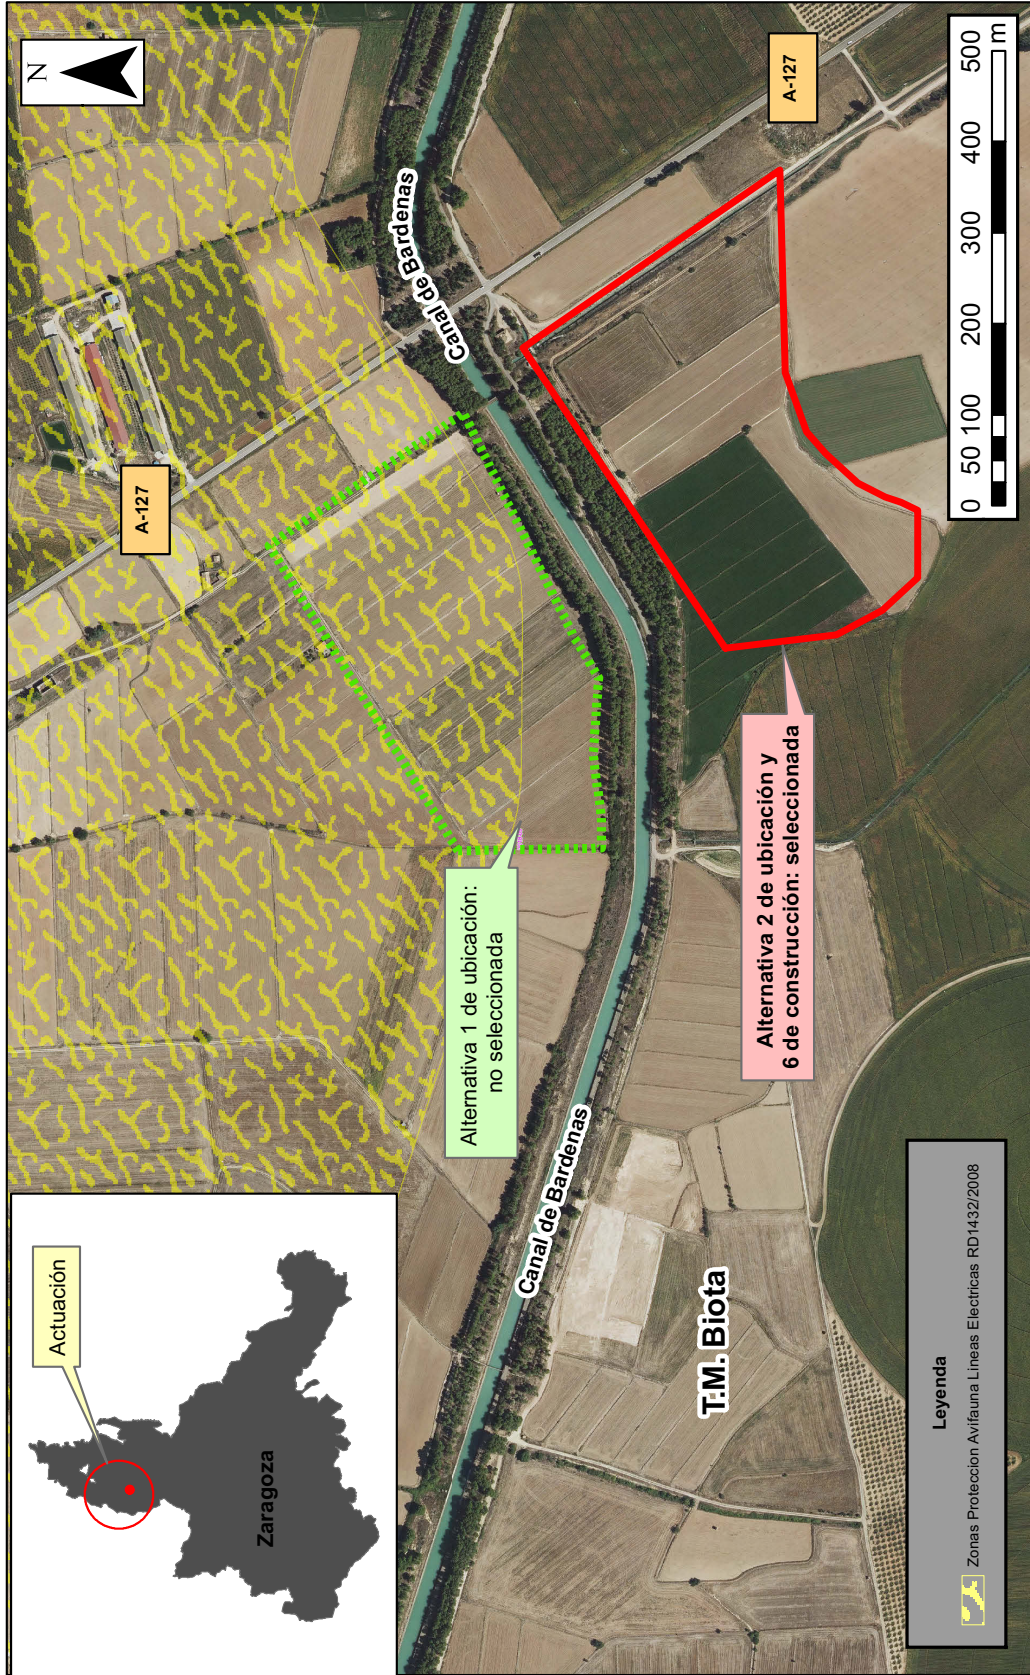 Actuación
Zaragoza
N
A-127
Canal de Bardenas
Alternativa 1 de ubicación:
no seleccionada
Canal de Bardenas
A-127
Alternativa 2 de ubicación y
6 de construcción: seleccionada
T.M. Biota
Leyenda
Zonas Proteccion Avifauna Lineas Electricas RD1432/2008
0 50 100 200 300 400 500
m